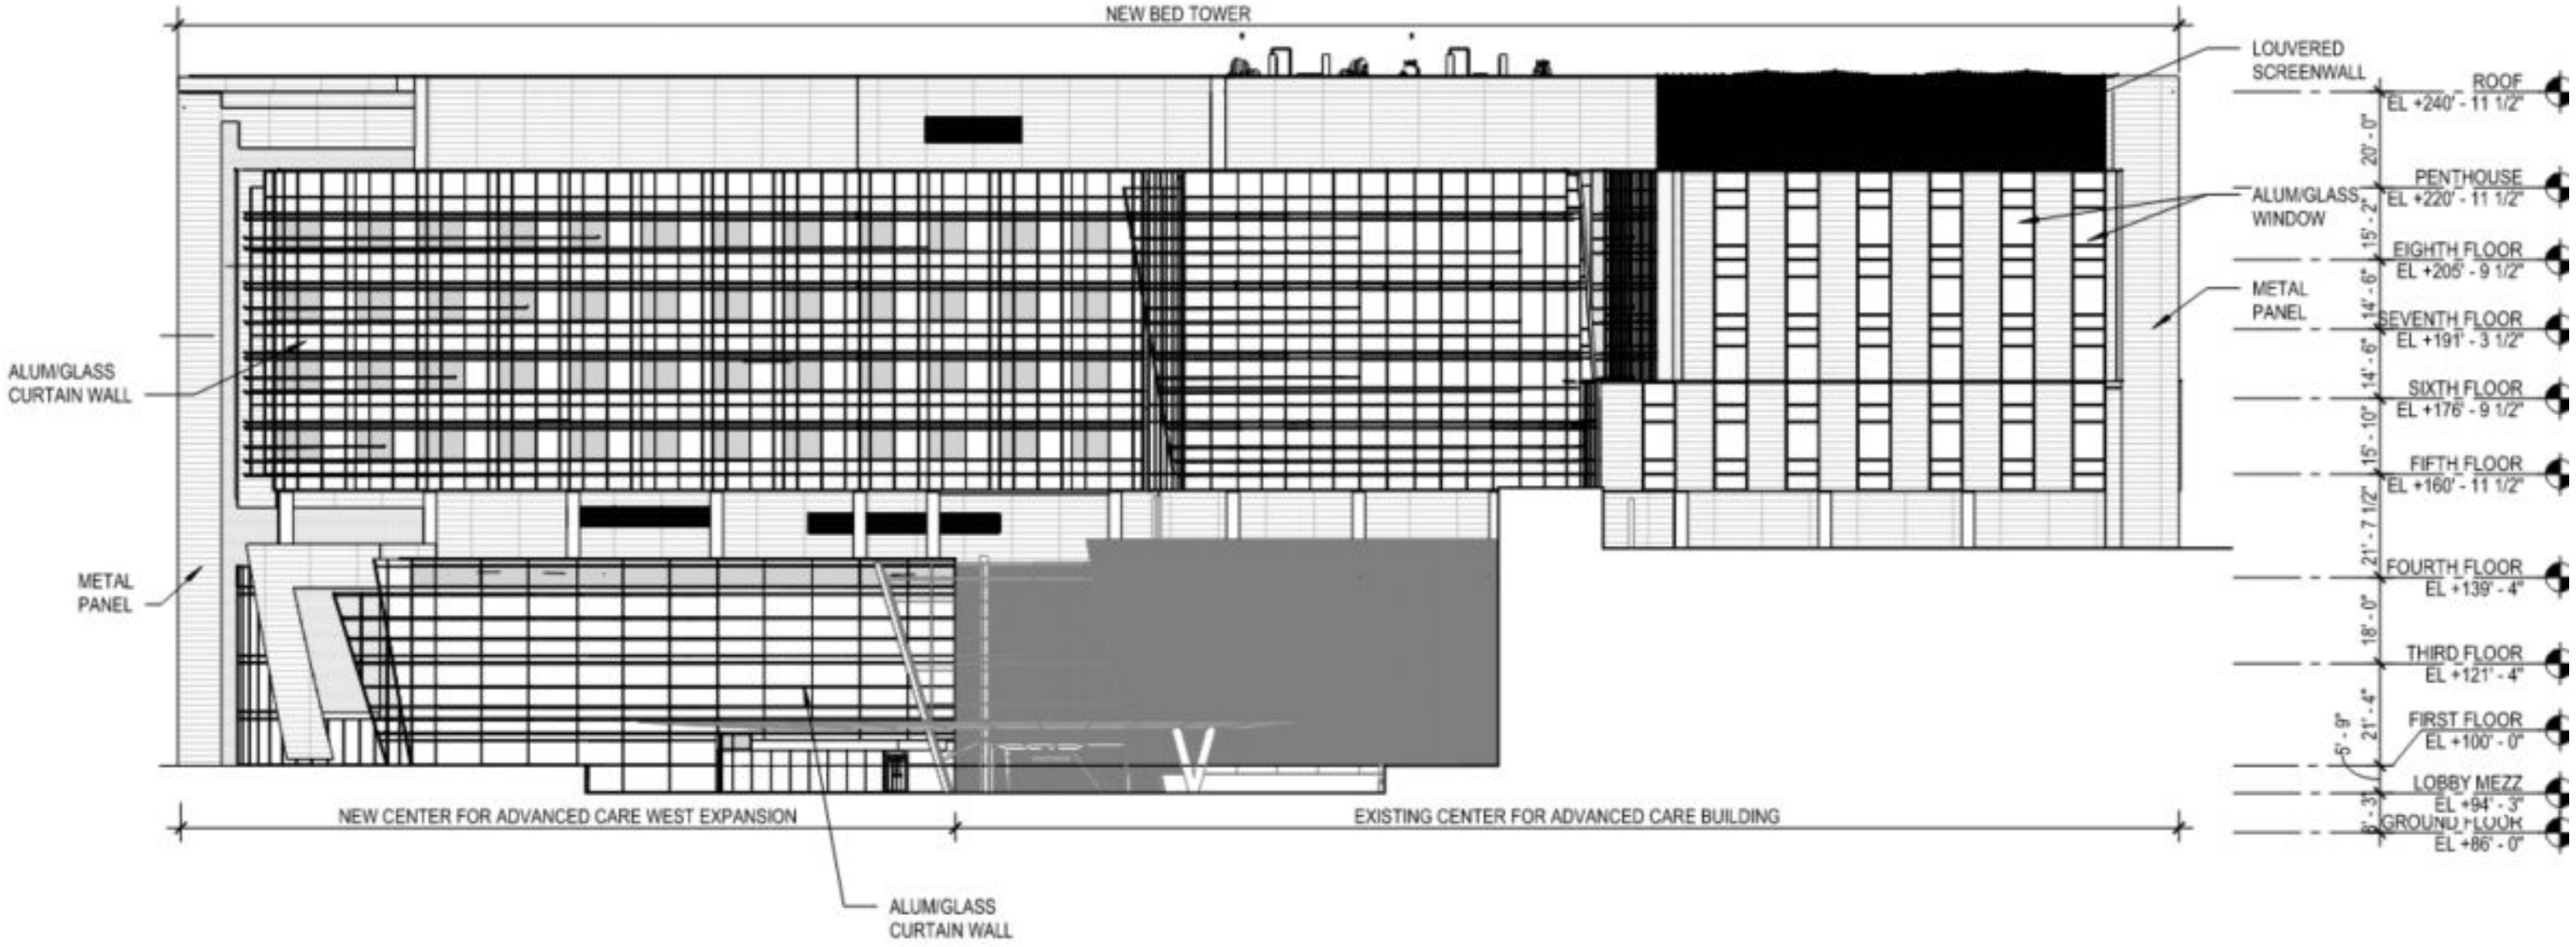 NEW BED TOWER
LOUVERED
SCREENWALL
ROOF
EL +240' - 11 1/2"
20' - 0"
PENTHOUSE
EL +220' - 11 1/2"
ALUM/GLASS
WINDOW
15' - 2"
EIGHTH FLOOR
EL +205' - 9 1/2"
14' - 6"
METAL
PANEL
SEVENTH FLOOR
EL +191' - 3 1/2"
14' - 6"
ALUM/GLASS
CURTAIN WALL
SIXTH FLOOR
EL +176' - 9 1/2"
15' - 10"
FIFTH FLOOR
EL +160' - 11 1/2"
21' - 7 1/2"
METAL
PANEL
FOURTH FLOOR
EL +139' - 4"
18' - 0"
THIRD FLOOR
EL +121' - 4"
21' - 4"
FIRST FLOOR
EL +100' - 0"
5' - 9"
LOBBY MEZZ
EL +94' - 3"
8' - 3"
GROUND FLOOR
EL +86' - 0"
NEW CENTER FOR ADVANCED CARE WEST EXPANSION
EXISTING CENTER FOR ADVANCED CARE BUILDING
ALUM/GLASS
CURTAIN WALL